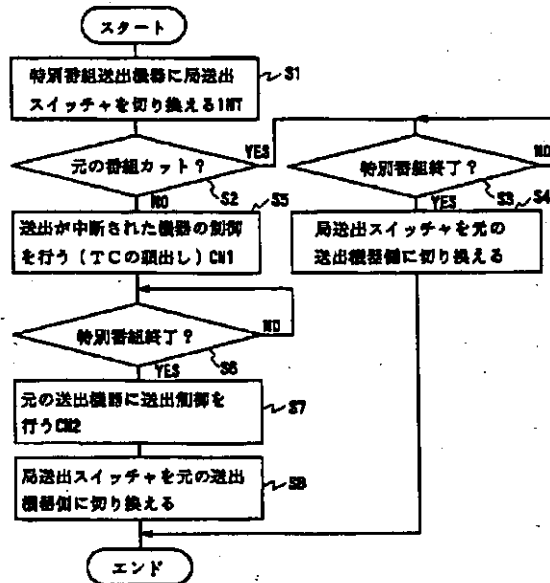 スタート
特別番組送出機器に局送出
スイッチャを切り換えるINT
S1
元の番組カット?
YES
S2
NO
特別番組終了?
NO
S3
YES
S4
局送出スイッチャを元の
送出機器側に切り換える
S5
送出が中断された機器の制御
を行う(TCの頭出し)CN1
特別番組終了?
NO
S6
YES
元の送出機器に送出制御を
行うCN2
S7
局送出スイッチャを元の送出
機器側に切り換える
S8
エンド